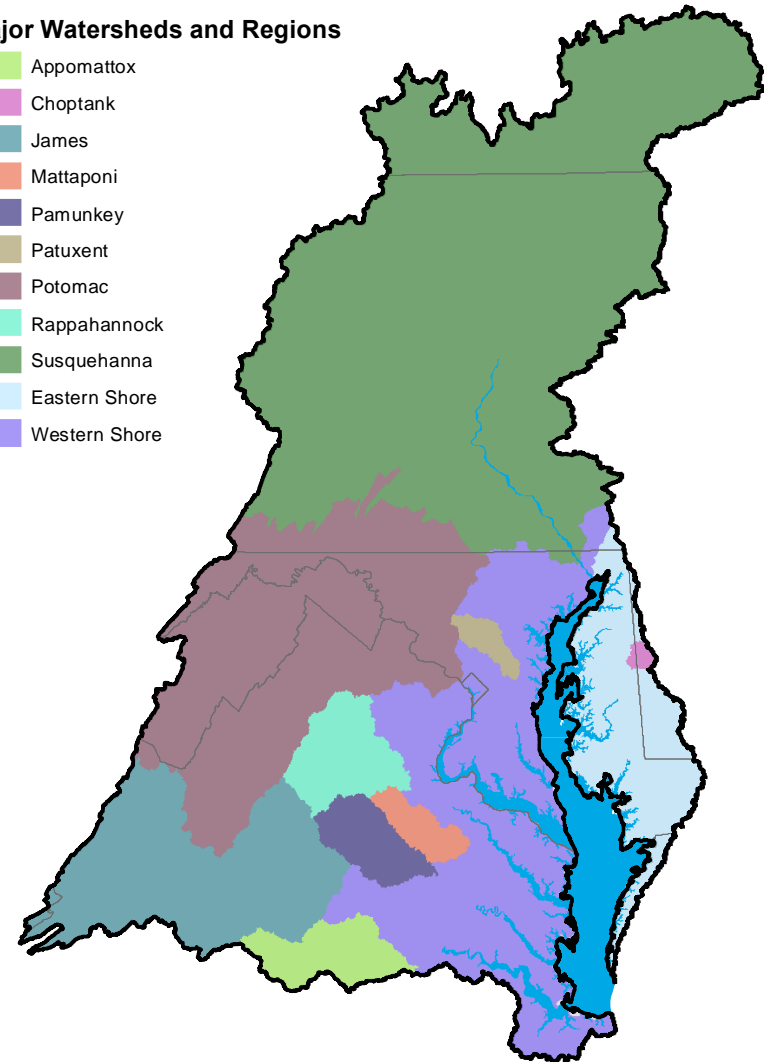 jor Watersheds and Regions
Appomattox
Choptank
James
Mattaponi
Pamunkey
Patuxent
Potomac
Rappahannock
Susquehanna
Eastern Shore
Western Shore